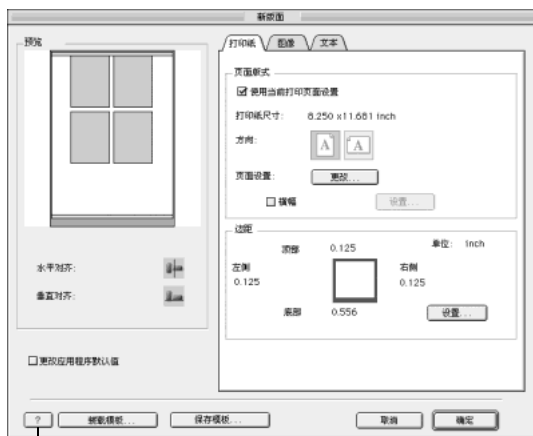 新版面
预览
打印纸 图像 文本
页面版式
使用当前打印页面设置
打印纸尺寸: 8.250 x11.681 inch
方向:
A A
页面设置: 更改...
横幅 设置...
边距
顶部 0.125 单位: inch
左侧 右侧
0.125 0.125
底部 0.556 设置...
水平对齐:
垂直对齐:
更改应用程序默认值
? 装载模板... 保存模板... 取消 确定